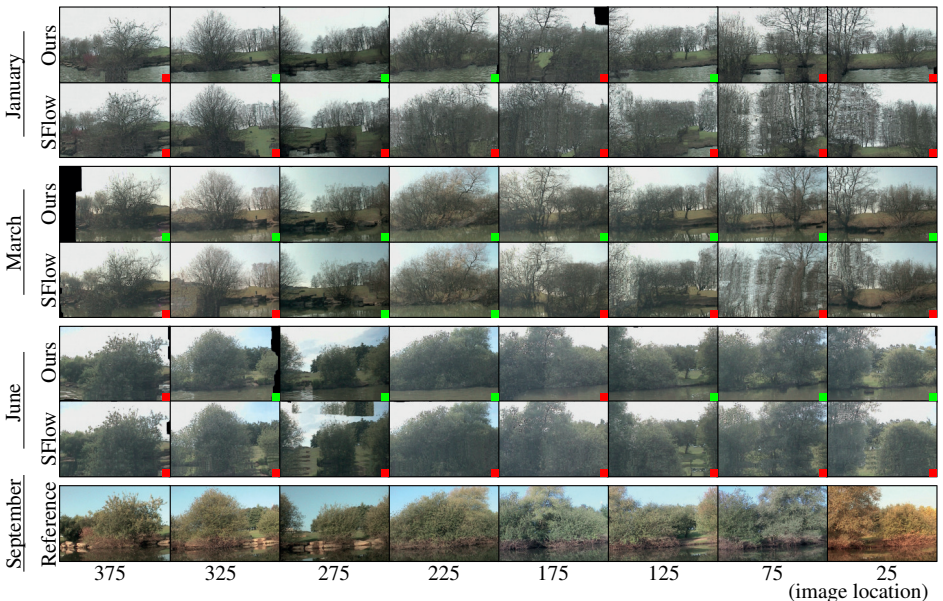 January
Ours
SFlow
March
Ours
SFlow
June
Ours
SFlow
September
Reference
375 325 275 225 175 125 75 25
(image location)